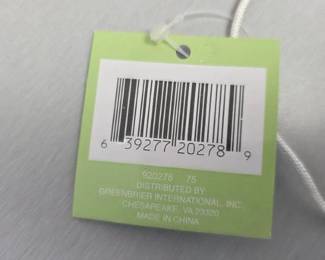 6 39277 20278 9
920278 75
DISTRIBUTED BY:
GREENBRIER INTERNATIONAL, INC.
CHESAPEAKE, VA 23320
MADE IN CHINA